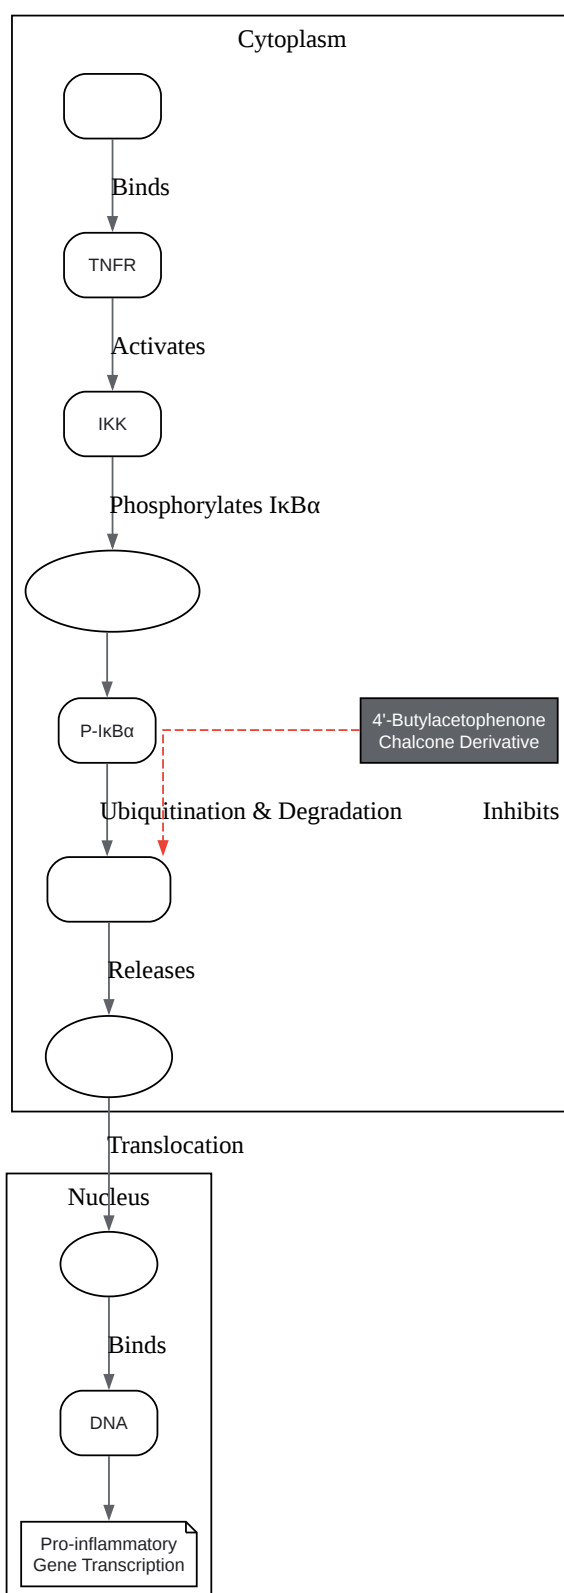 Cytoplasm
Binds
TNFR
Activates
IKK
Phosphorylates IκBα
P-IκBα
4'-Butylacetophenone
Chalcone Derivative
Ubiquitination & Degradation
Inhibits
Releases
Translocation
Nucleus
Binds
DNA
Pro-inflammatory
Gene Transcription